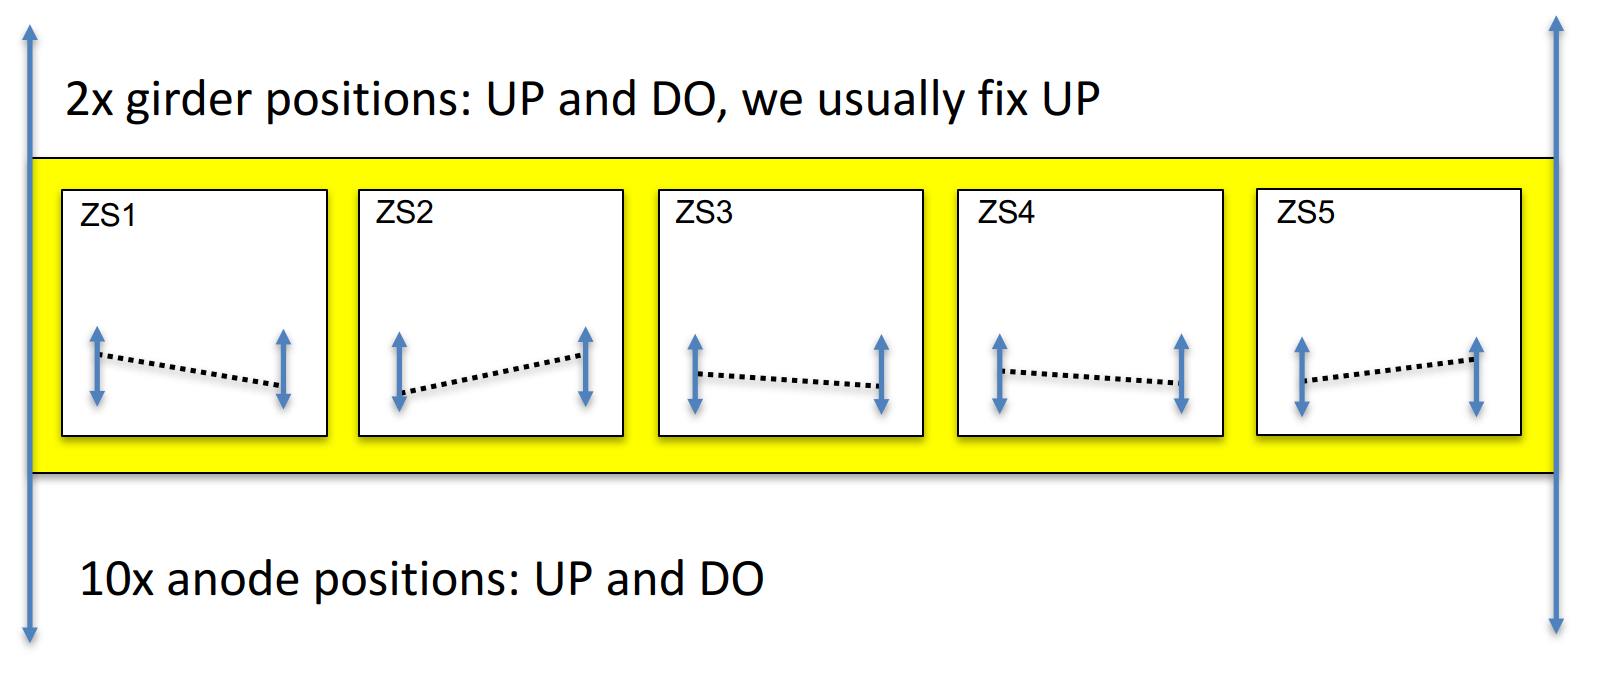 2x girder positions: UP and DO, we usually fix UP
ZS1
ZS2
ZS3
ZS4
ZS5
10x anode positions: UP and DO